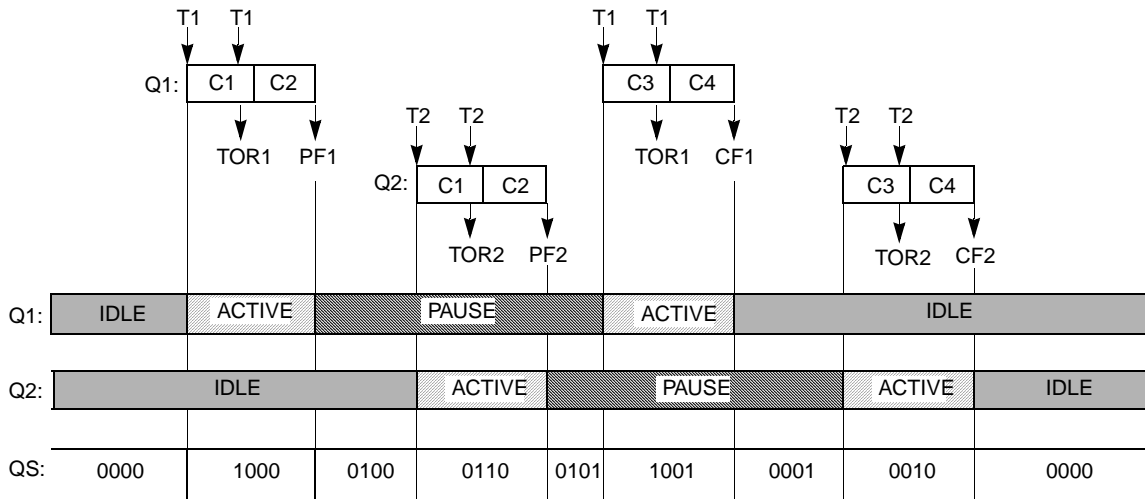 T1 T1 T1 T1
Q1: C1 C2 C3 C4
T2 T2 T2 T2
TOR1 PF1 TOR1 CF1
Q2: C1 C2 C3 C4
TOR2 PF2 TOR2 CF2
Q1: IDLE ACTIVE PAUSE ACTIVE IDLE
Q2: IDLE ACTIVE PAUSE ACTIVE IDLE
QS: 0000 1000 0100 0110 0101 1001 0001 0010 0000